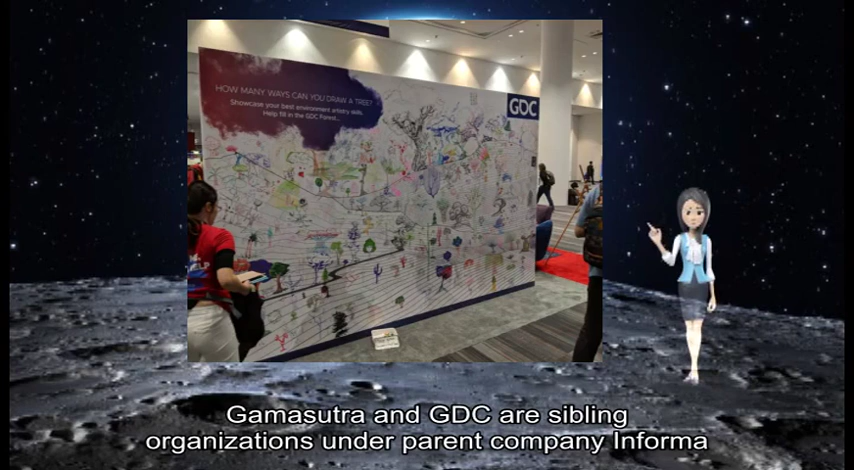 HOW MANY WAYS CAN YOU DRAW A TREE?
Showcase your best environment artistry skills.
Help fill in the GDC Forest...
GDC
Gamasutra and GDC are sibling
organizations under parent company Informa